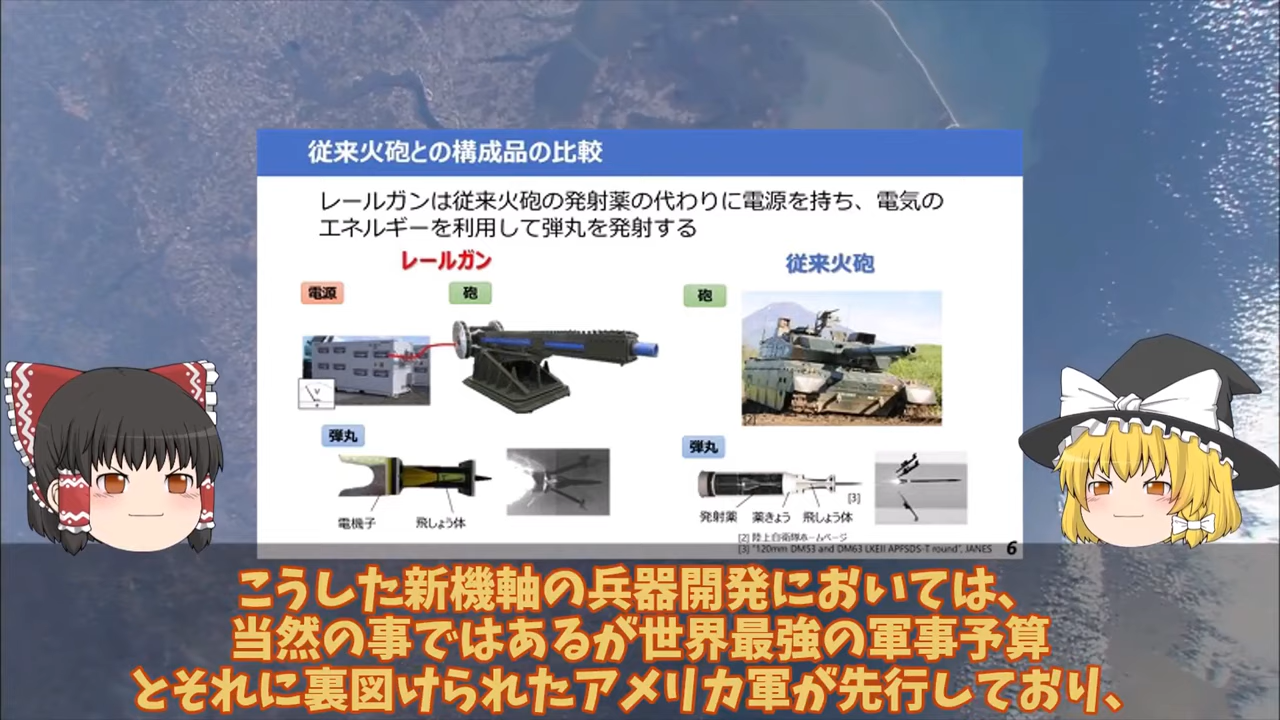 従来火砲との構成品の比較
レールガンは従来火砲の発射薬の代わりに電源を持ち、電気の
エネルギーを利用して弾丸を発射する
レールガン
従来火砲
電源
砲
砲
弾丸
弾丸
電機子
飛しょう体
発射薬
薬きょう
飛しょう体
[3]
[2] 陸上自衛隊ホームページ
[3] "120mm DM53 and DM63 LKEII APFSDS-T round", JANES
6
こうした新機軸の兵器開発においては、
当然の事ではあるが世界最強の軍事予算
とそれに裏図けられたアメリカ軍が先行しており、